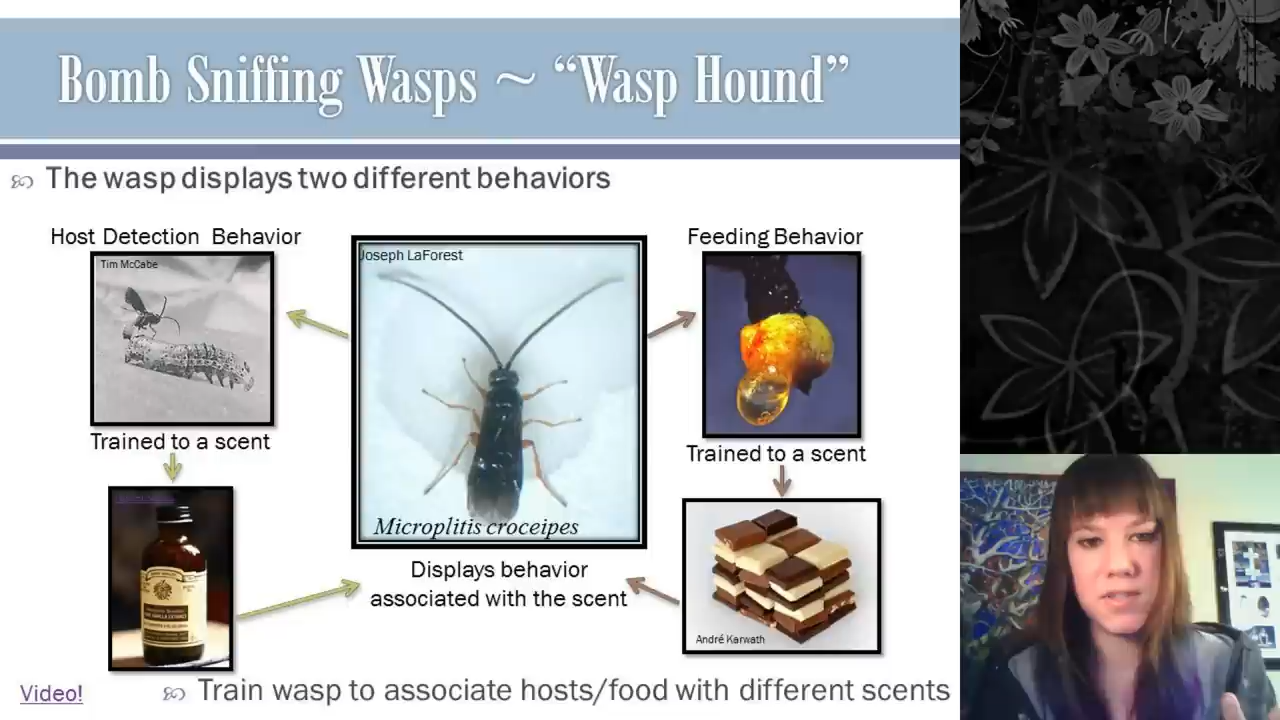 Bomb Sniffing Wasps ~ “Wasp Hound”
The wasp displays two different behaviors
Host Detection Behavior
Tim McCabe
Trained to a scent
Joseph LaForest
Microplitis croceipes
Displays behavior
associated with the scent
Feeding Behavior
Trained to a scent
André Karwath
Video!
Train wasp to associate hosts/food with different scents